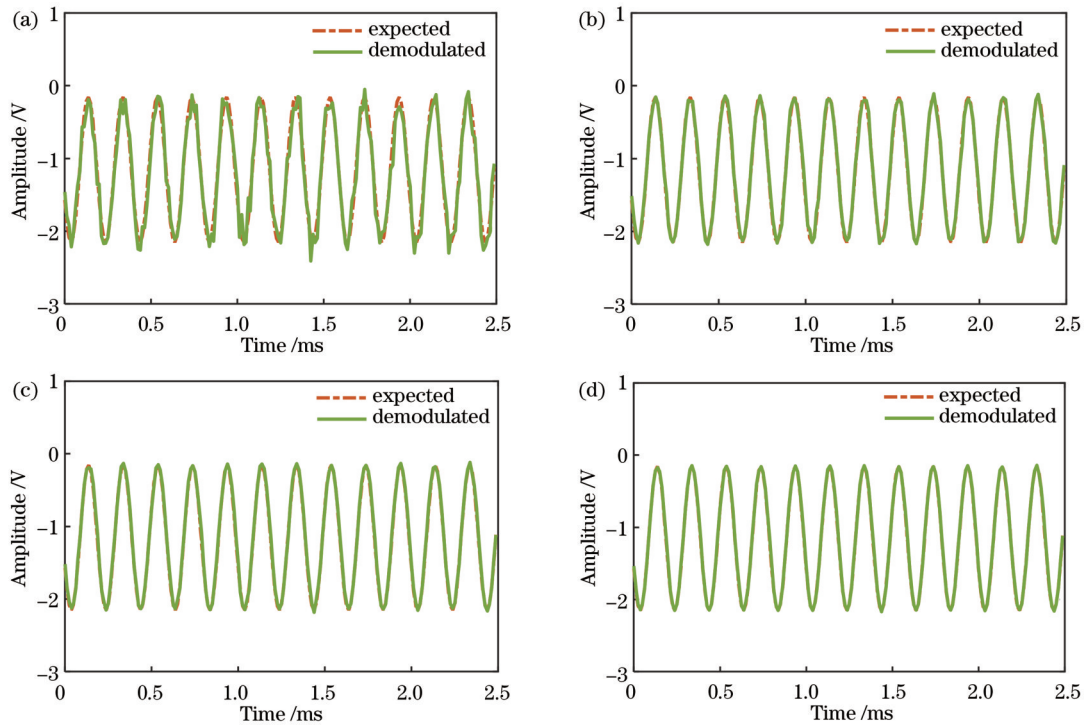 (a)
1
0
-1
-2
-3
Amplitude /V
expected
demodulated
0 0.5 1.0 1.5 2.0 2.5
Time /ms
(b)
1
0
-1
-2
-3
Amplitude /V
expected
demodulated
0 0.5 1.0 1.5 2.0 2.5
Time /ms
(c)
1
0
-1
-2
-3
Amplitude /V
expected
demodulated
0 0.5 1.0 1.5 2.0 2.5
Time /ms
(d)
1
0
-1
-2
-3
Amplitude /V
expected
demodulated
0 0.5 1.0 1.5 2.0 2.5
Time /ms